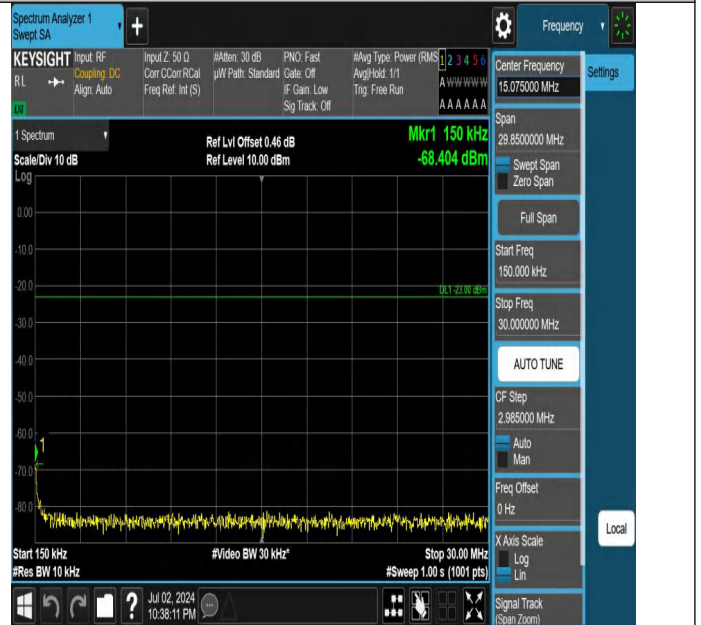 Spectrum Analyzer 1
Swept SA
+
Frequency
KEYSIGHT
RL
LXI
Input: RF
Coupling: DC
Align: Auto
Input Z: 50 Ω
Corr CCorr RCal
Freq Ref: Int (S)
#Atten: 30 dB
µW Path: Standard
PNO: Fast
Gate: Off
IF Gain: Low
Sig Track: Off
#Avg Type: Power (RMS
Avg|Hold: 1/1
Trig: Free Run
1 2 3 4 5 6
A W W W W W
A A A A A A
1 Spectrum
Scale/Div 10 dB
Log
Ref Lvl Offset 0.46 dB
Ref Level 10.00 dBm
Mkr1 150 kHz
-68.404 dBm
0.00
-10.0
-20.0
DL1 -23.00 dBm
-30.0
-40.0
-50.0
-60.0
1
-70.0
-80.0
Start 150 kHz
#Res BW 10 kHz
#Video BW 30 kHz*
Stop 30.00 MHz
#Sweep 1.00 s (1001 pts)
Center Frequency
15.075000 MHz
Settings
Span
29.8500000 MHz
Swept Span
Zero Span
Full Span
Start Freq
150.000 kHz
Stop Freq
30.000000 MHz
AUTO TUNE
CF Step
2.985000 MHz
Auto
Man
Freq Offset
0 Hz
X Axis Scale
Log
Lin
Local
Signal Track
(Span Zoom)
?
Jul 02, 2024
10:38:11 PM